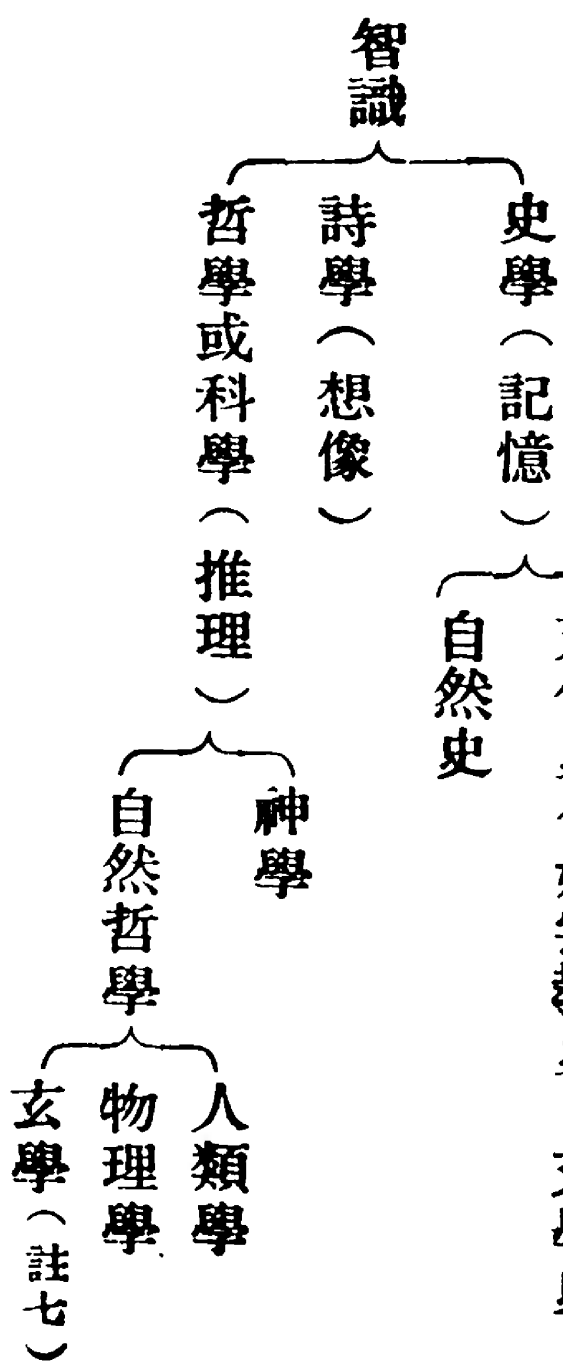 智識
史學（記憶）
詩學（想像）
哲學或科學（推理）
自然史
神學
自然哲學
人類學
物理學
玄學（註七）